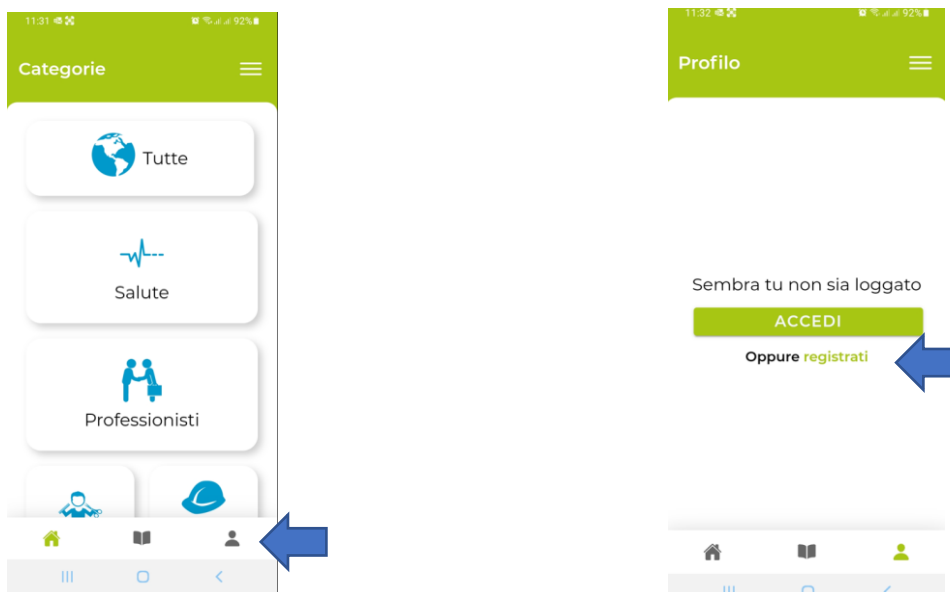 11:31 92%
Categorie
Tutte
Salute
Professionisti
11:32 92%
Profilo
Sembra tu non sia loggato
ACCEDI
Oppure registrati